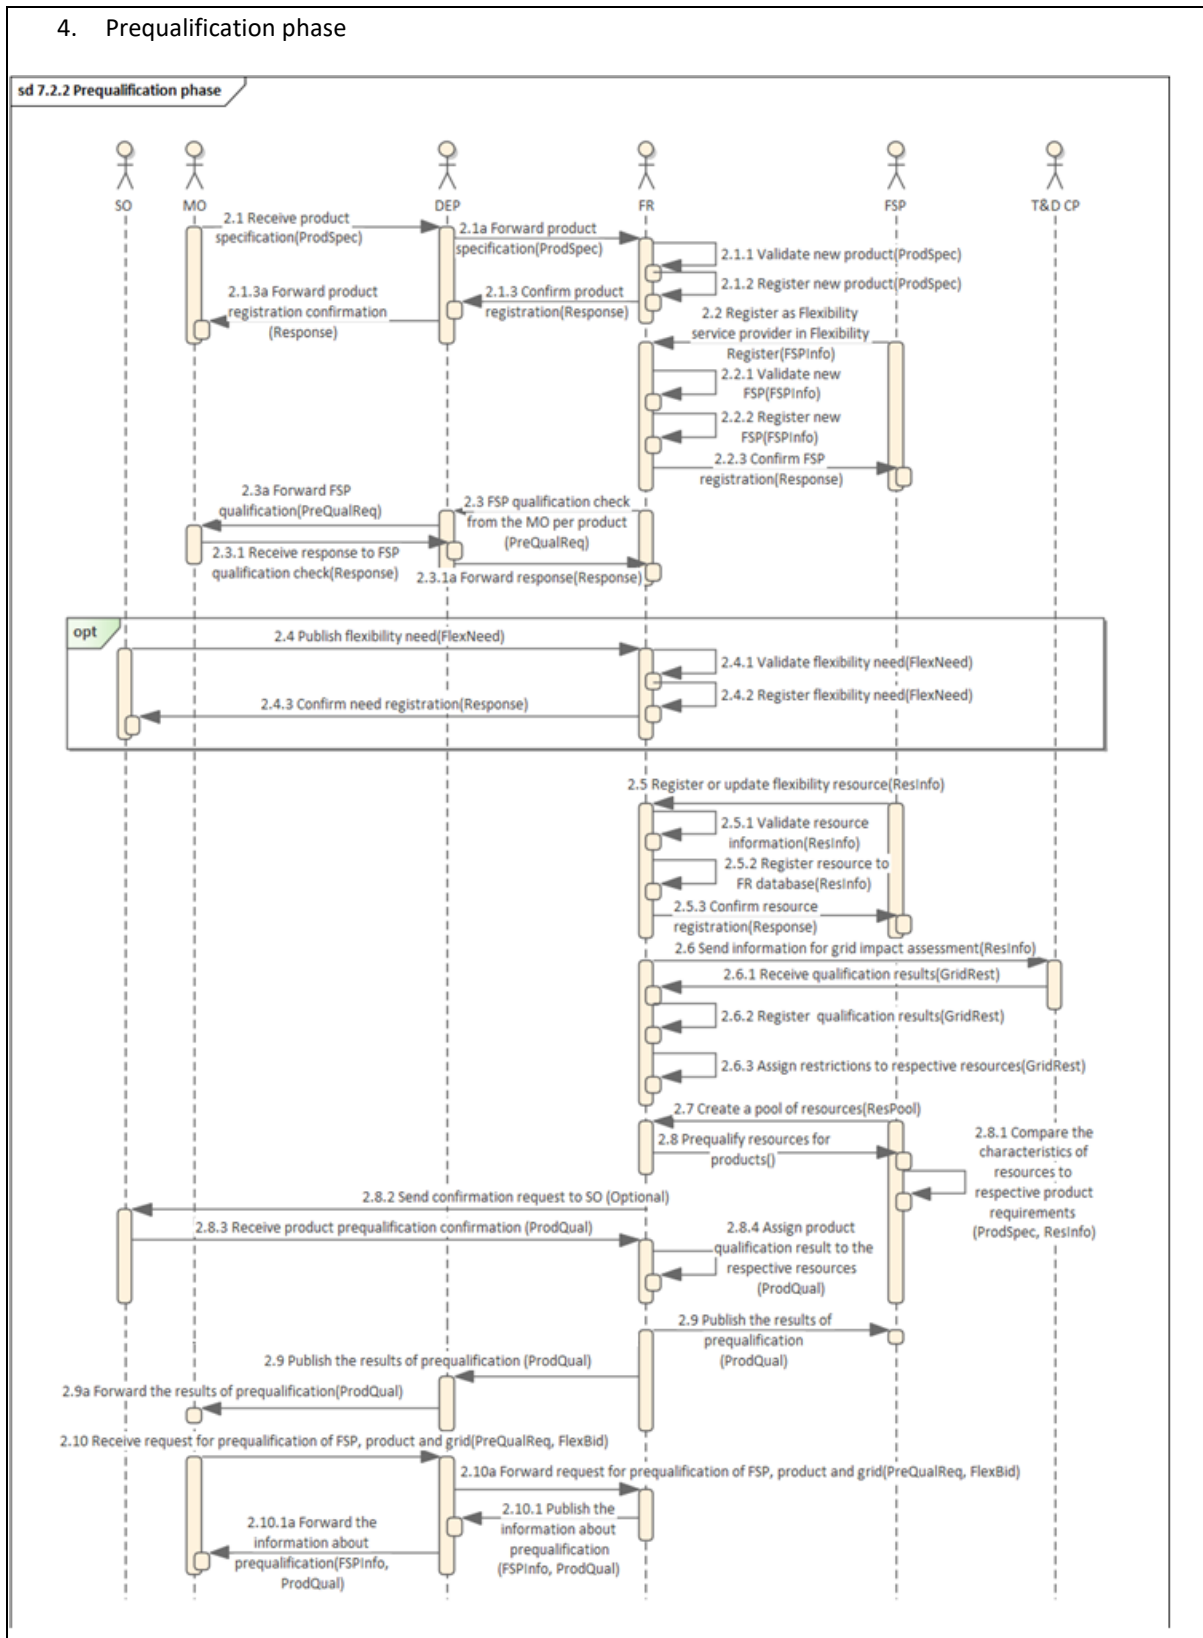 4. Prequalification phase
sd 7.2.2 Prequalification phase
SO
MO
DEP
FR
FSP
T&D CP
2.1 Receive product
specification(ProdSpec)
2.1a Forward product
specification(ProdSpec)
2.1.1 Validate new product(ProdSpec)
2.1.2 Register new product(ProdSpec)
2.1.3 Confirm product
registration(Response)
2.1.3a Forward product
registration confirmation
(Response)
2.2 Register as Flexibility
service provider in Flexibility
Register(FSPInfo)
2.2.1 Validate new
FSP(FSPInfo)
2.2.2 Register new
FSP(FSPInfo)
2.2.3 Confirm FSP
registration(Response)
2.3 FSP qualification check
from the MO per product
(PreQualReq)
2.3a Forward FSP
qualification(PreQualReq)
2.3.1 Receive response to FSP
qualification check(Response)
2.3.1a Forward response(Response)
opt
2.4 Publish flexibility need(FlexNeed)
2.4.1 Validate flexibility need(FlexNeed)
2.4.2 Register flexibility need(FlexNeed)
2.4.3 Confirm need registration(Response)
2.5 Register or update flexibility resource(ResInfo)
2.5.1 Validate resource
information(ResInfo)
2.5.2 Register resource to
FR database(ResInfo)
2.5.3 Confirm resource
registration(Response)
2.6 Send information for grid impact assessment(ResInfo)
2.6.1 Receive qualification results(GridRest)
2.6.2 Register qualification results(GridRest)
2.6.3 Assign restrictions to respective resources(GridRest)
2.7 Create a pool of resources(ResPool)
2.8 Prequalify resources for
products()
2.8.1 Compare the
characteristics of
resources to
respective product
requirements
(ProdSpec, ResInfo)
2.8.2 Send confirmation request to SO (Optional)
2.8.3 Receive product prequalification confirmation (ProdQual)
2.8.4 Assign product
qualification result to the
respective resources
(ProdQual)
2.9 Publish the results of
prequalification
(ProdQual)
2.9 Publish the results of prequalification (ProdQual)
2.9a Forward the results of prequalification(ProdQual)
2.10 Receive request for prequalification of FSP, product and grid(PreQualReq, FlexBid)
2.10a Forward request for prequalification of FSP, product and grid(PreQualReq, FlexBid)
2.10.1 Publish the
information about
prequalification
(FSPInfo, ProdQual)
2.10.1a Forward the
information about
prequalification(FSPInfo,
ProdQual)